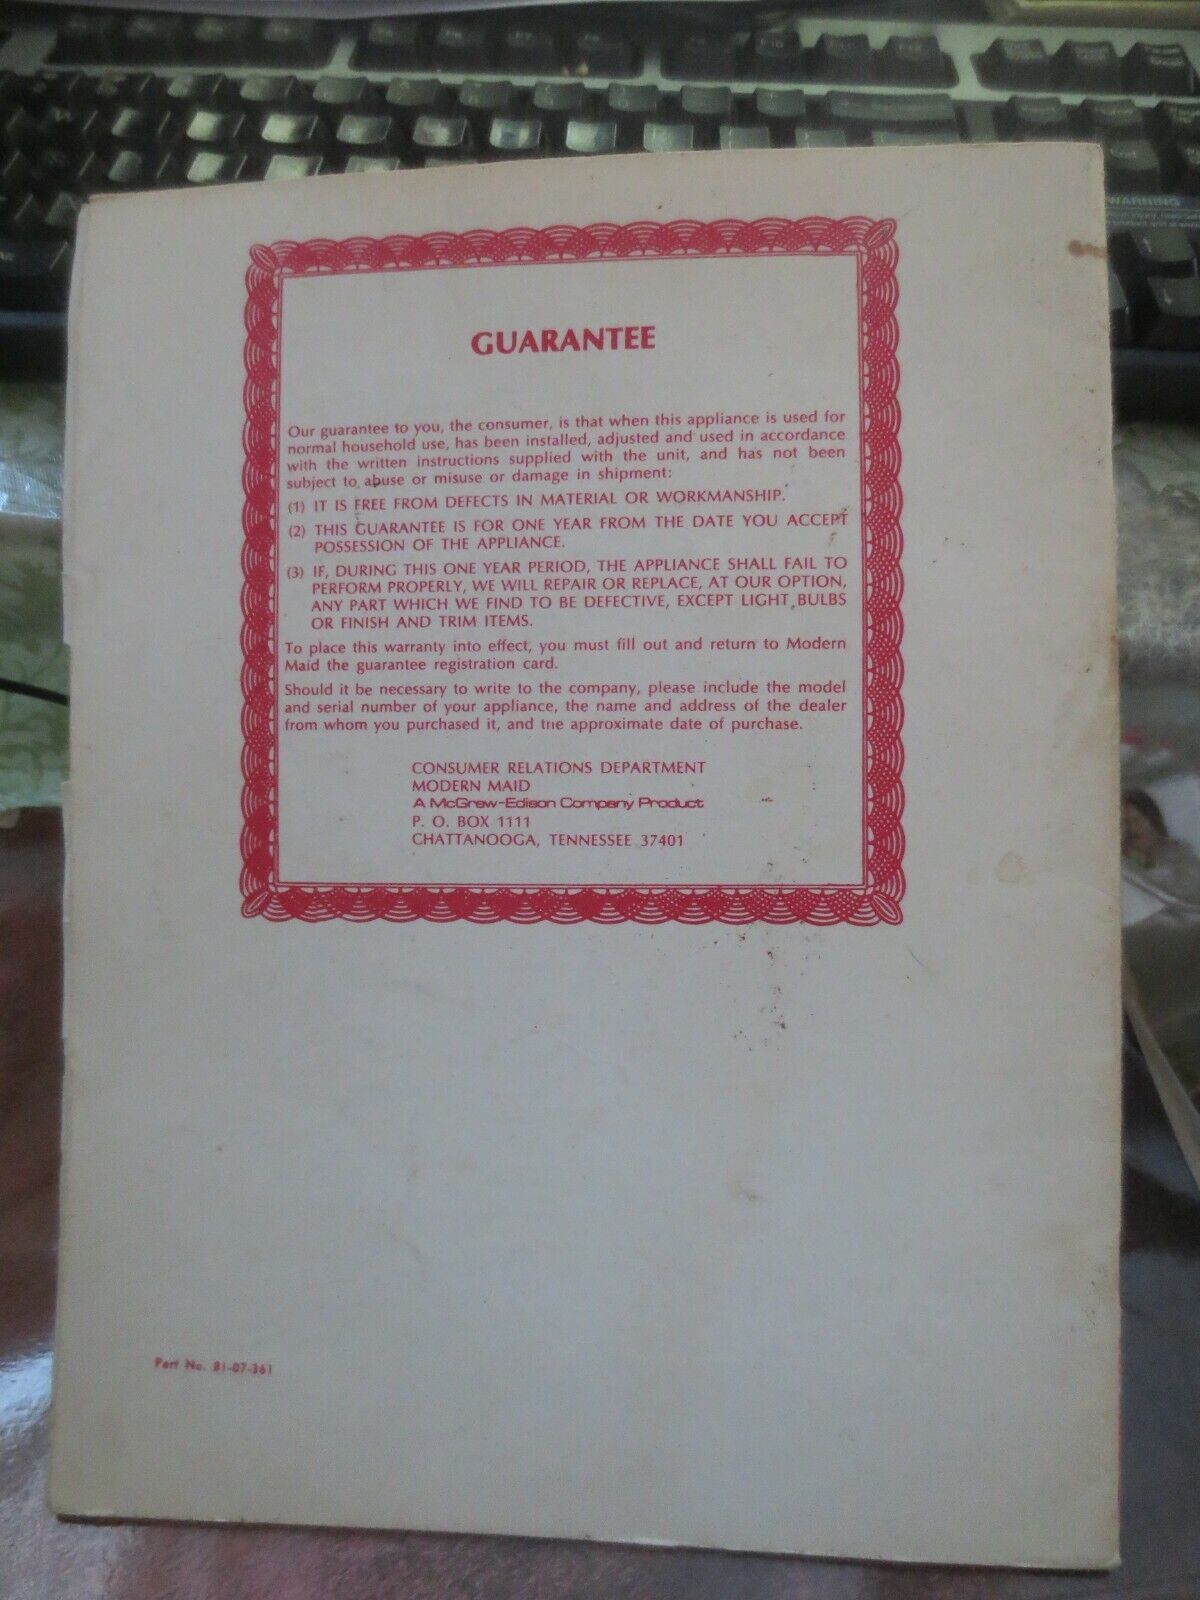 F10
WARNING
GUARANTEE
Our guarantee to you, the consumer, is that when this appliance is used for
normal household use, has been installed, adjusted and used in accordance
with the written instructions supplied with the unit, and has not been
subject to abuse or misuse or damage in shipment:
(1) IT IS FREE FROM DEFECTS IN MATERIAL OR WORKMANSHIP.
(2) THIS GUARANTEE IS FOR ONE YEAR FROM THE DATE YOU ACCEPT
POSSESSION OF THE APPLIANCE.
(3) IF, DURING THIS ONE YEAR PERIOD, THE APPLIANCE SHALL FAIL TO
PERFORM PROPERLY, WE WILL REPAIR OR REPLACE, AT OUR OPTION,
ANY PART WHICH WE FIND TO BE DEFECTIVE, EXCEPT LIGHT BULBS
OR FINISH AND TRIM ITEMS.
To place this warranty into effect, you must fill out and return to Modern
Maid the guarantee registration card.
Should it be necessary to write to the company, please include the model
and serial number of your appliance, the name and address of the dealer
from whom you purchased it, and the approximate date of purchase.
CONSUMER RELATIONS DEPARTMENT
MODERN MAID
A McGraw-Edison Company Product
P. O. BOX 1111
CHATTANOOGA, TENNESSEE 37401
Part No. 81-07-361